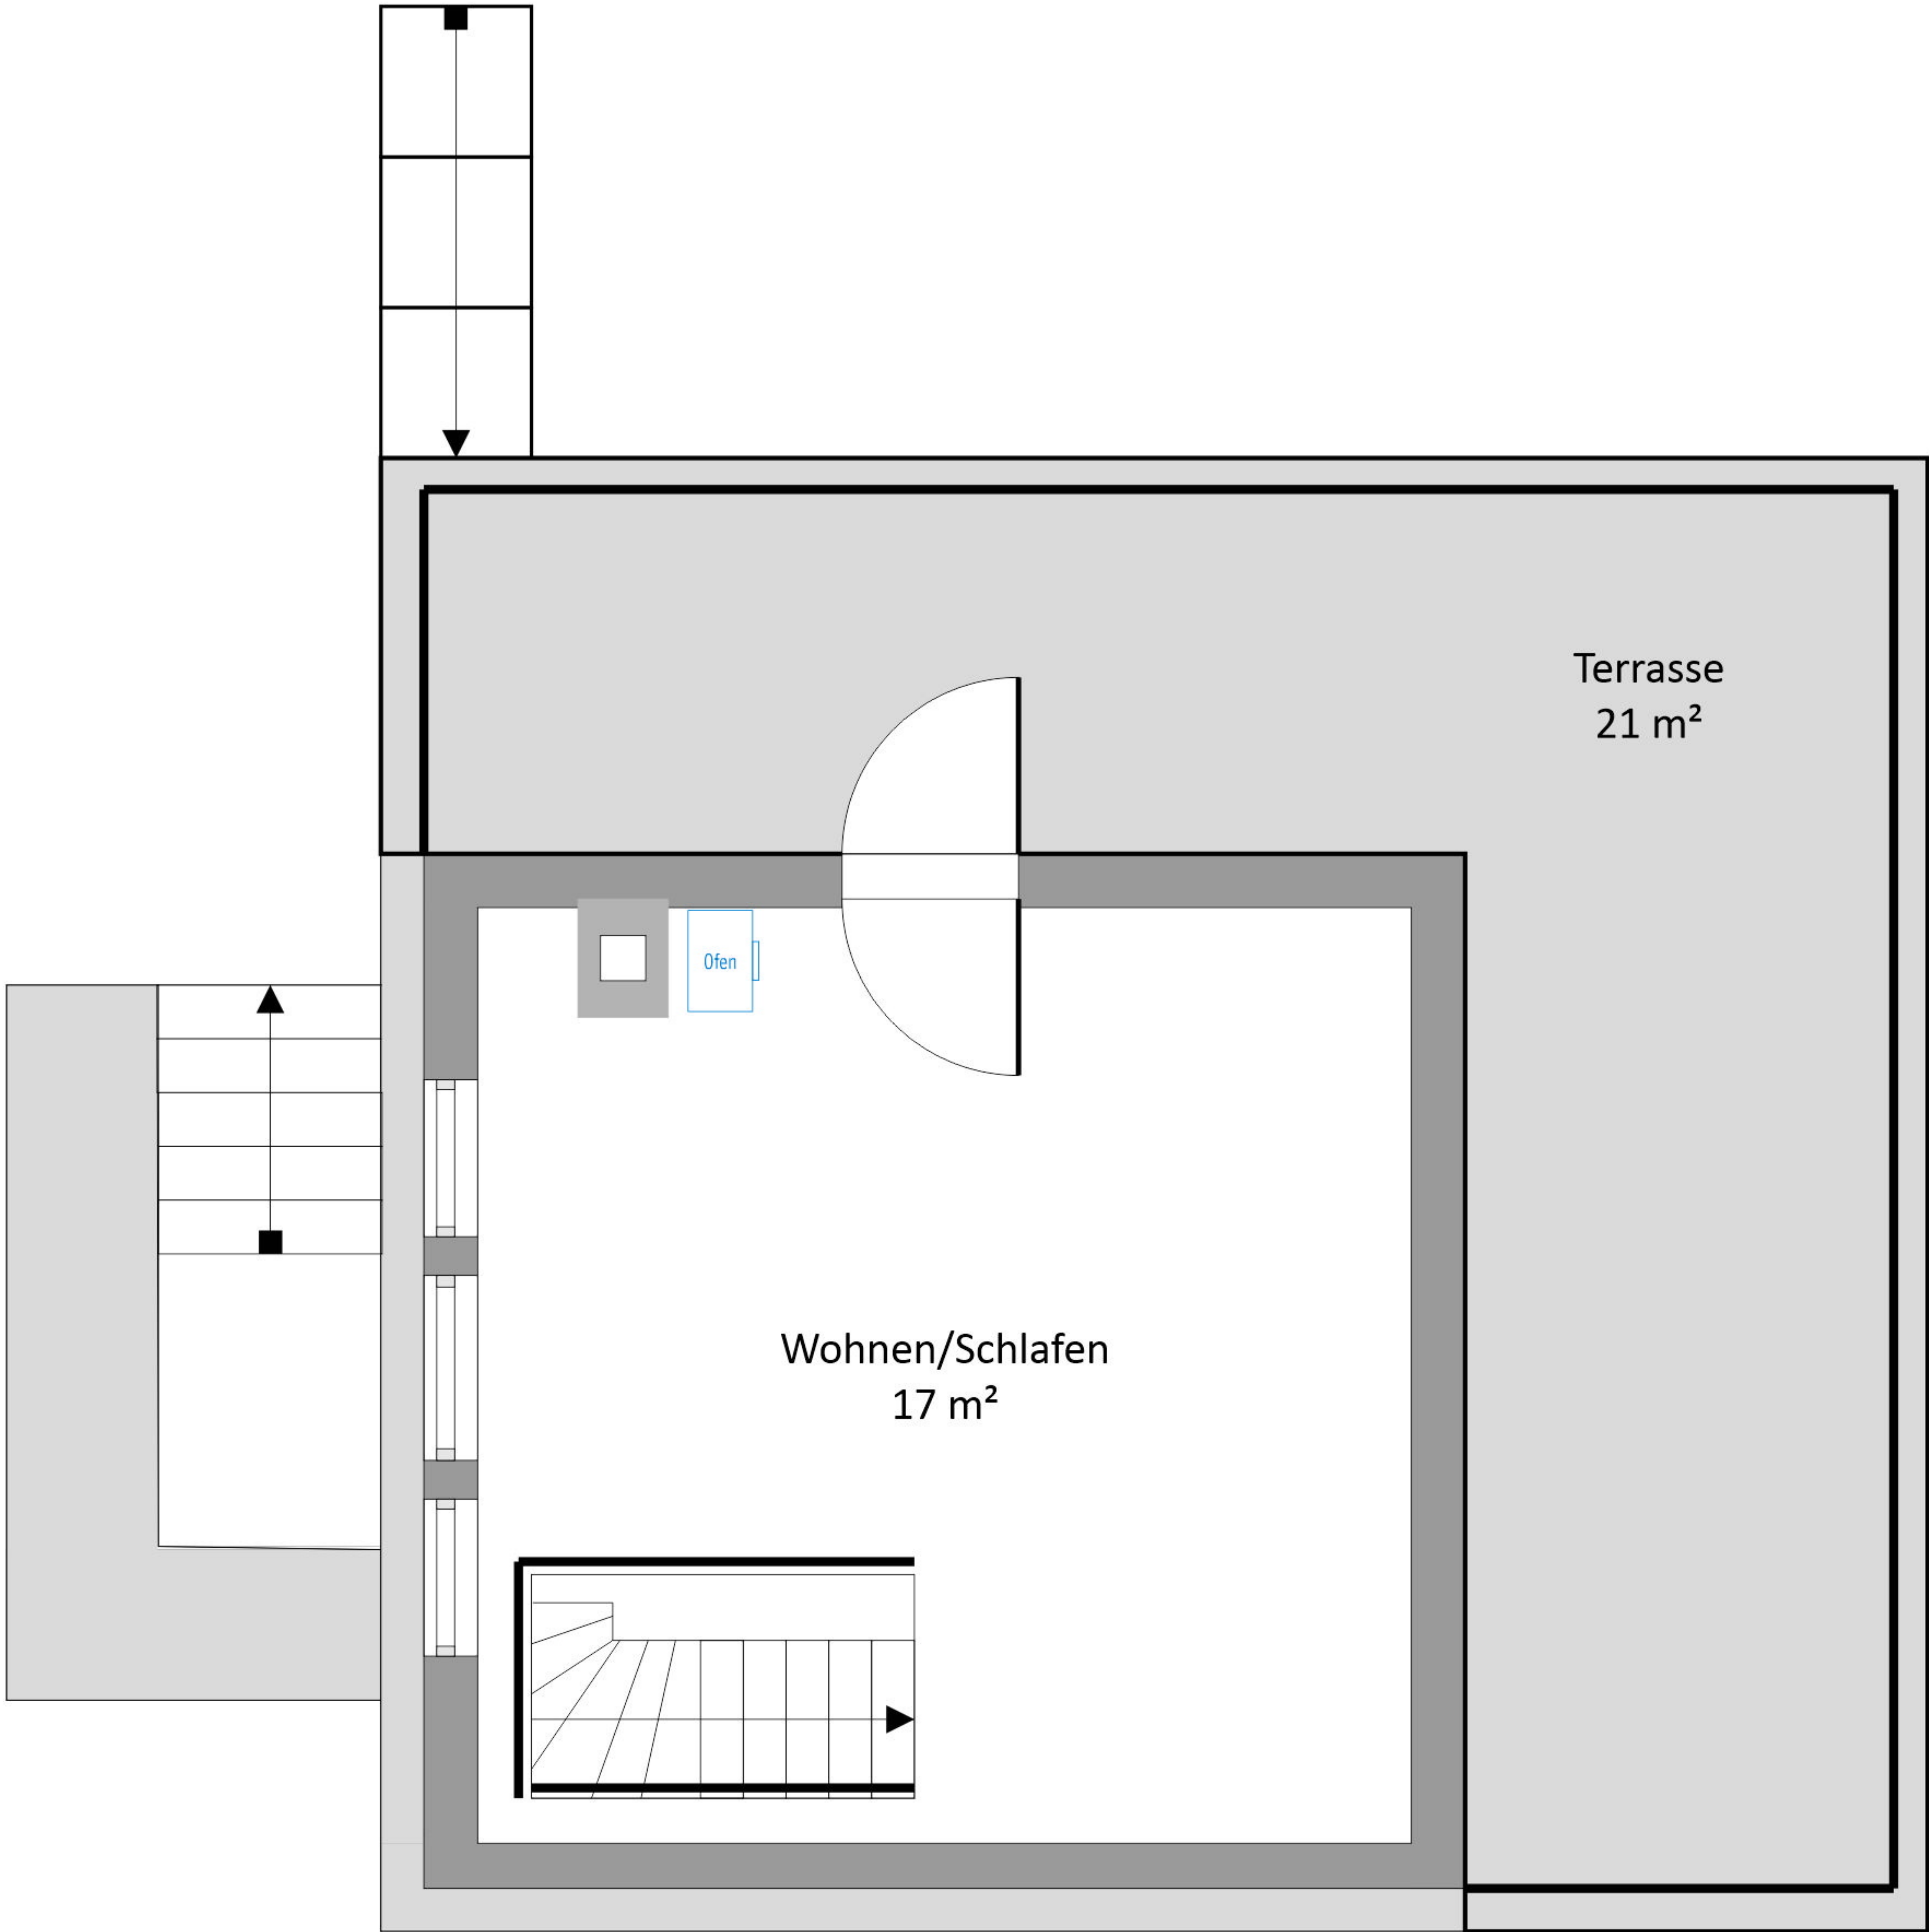 Terrasse
21 m²
Ofen
Wohnen/Schlafen
17 m²